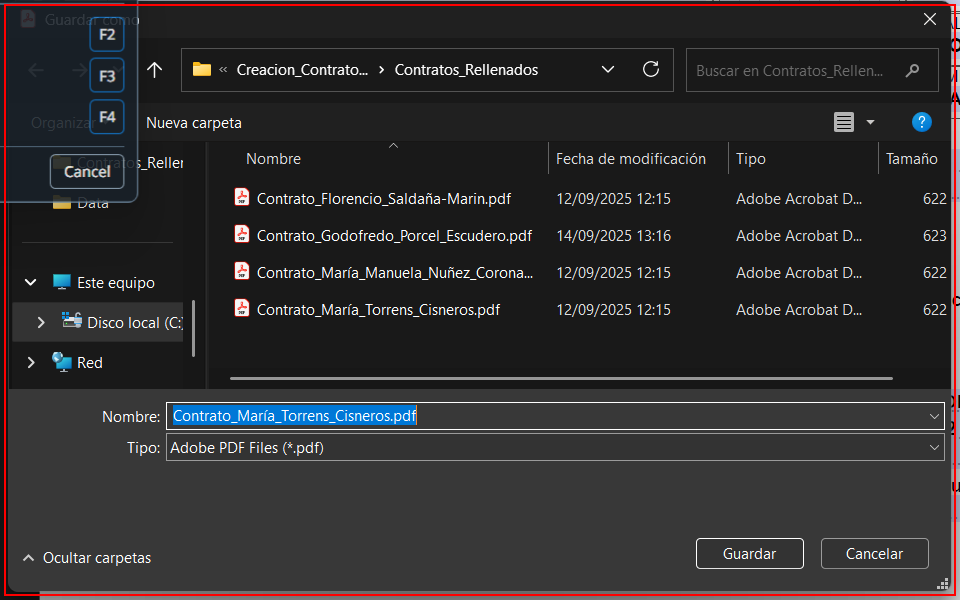 Guardar como
F2
F3
F4
Cancel
« Creacion_Contrato... > Contratos_Rellenados
Buscar en Contratos_Rellen...
Organizar
Nueva carpeta
?
Nombre
Fecha de modificación
Tipo
Tamaño
Contratos_Rellen
Data
Este equipo
Disco local (C:)
Red
Contrato_Florencio_Saldaña-Marin.pdf 12/09/2025 12:15 Adobe Acrobat D... 622
Contrato_Godofredo_Porcel_Escudero.pdf 14/09/2025 13:16 Adobe Acrobat D... 623
Contrato_María_Manuela_Nuñez_Corona... 12/09/2025 12:15 Adobe Acrobat D... 622
Contrato_María_Torrens_Cisneros.pdf 12/09/2025 12:15 Adobe Acrobat D... 622
Nombre: Contrato_María_Torrens_Cisneros.pdf
Tipo: Adobe PDF Files (*.pdf)
Ocultar carpetas
Guardar
Cancelar